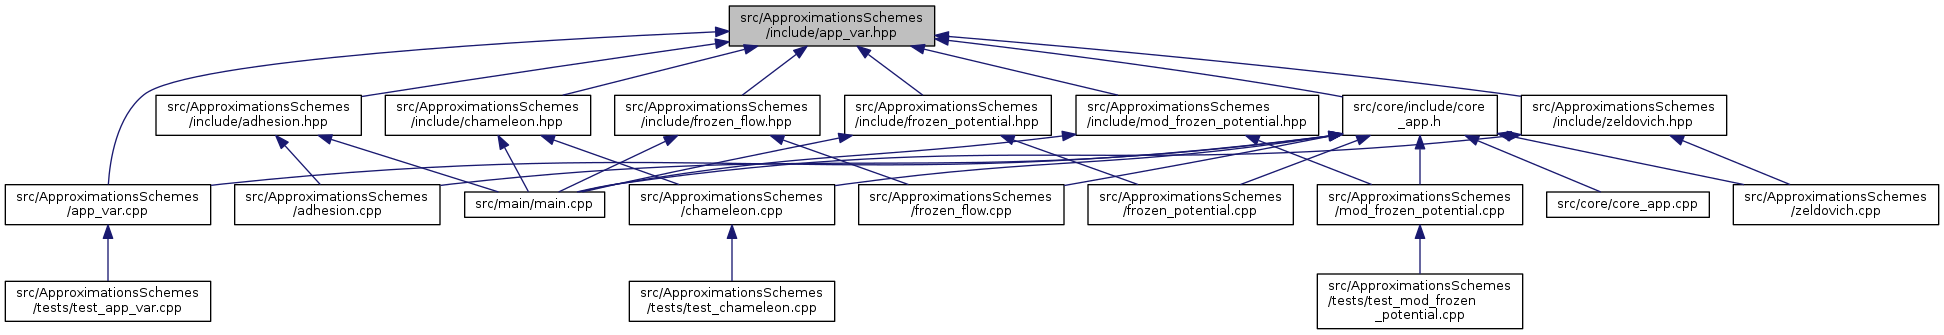 src/ApproximationsSchemes
/include/app_var.hpp
src/ApproximationsSchemes
/include/adhesion.hpp
src/ApproximationsSchemes
/include/chameleon.hpp
src/ApproximationsSchemes
/include/frozen_flow.hpp
src/ApproximationsSchemes
/include/frozen_potential.hpp
src/ApproximationsSchemes
/include/mod_frozen_potential.hpp
src/core/include/core
_app.h
src/ApproximationsSchemes
/include/zeldovich.hpp
src/ApproximationsSchemes
/app_var.cpp
src/ApproximationsSchemes
/adhesion.cpp
src/main/main.cpp
src/ApproximationsSchemes
/chameleon.cpp
src/ApproximationsSchemes
/frozen_flow.cpp
src/ApproximationsSchemes
/frozen_potential.cpp
src/ApproximationsSchemes
/mod_frozen_potential.cpp
src/core/core_app.cpp
src/ApproximationsSchemes
/zeldovich.cpp
src/ApproximationsSchemes
/tests/test_app_var.cpp
src/ApproximationsSchemes
/tests/test_chameleon.cpp
src/ApproximationsSchemes
/tests/test_mod_frozen
_potential.cpp